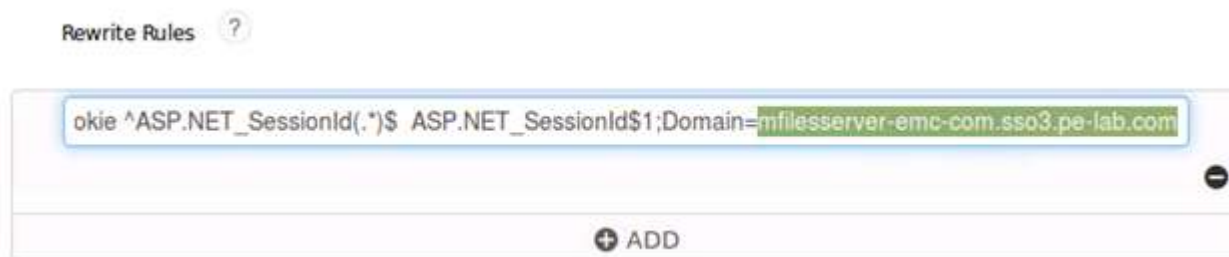 Rewrite Rules ?
okie ^ASP.NET_SessionId(.*)$ ASP.NET_SessionId$1;Domain=mfilesserver-emc-com.sso3.pe-lab.com
ADD